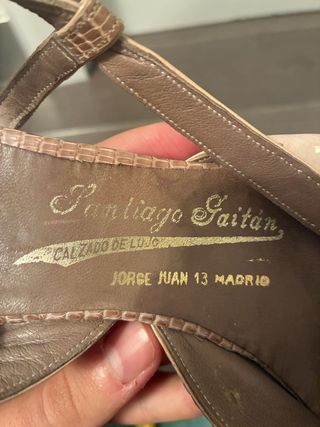 Santiago Gaitán
CALZADO DE LUJO
JORGE JUAN 13 MADRID